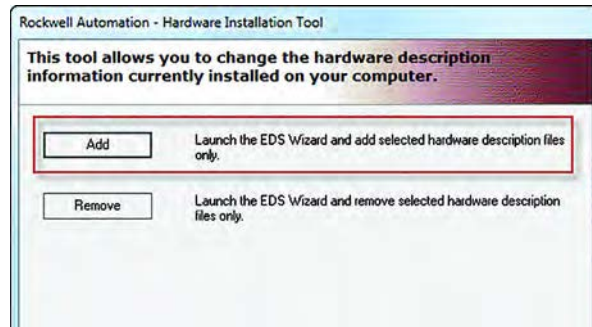 Rockwell Automation - Hardware Installation Tool
This tool allows you to change the hardware description
information currently installed on your computer.
Add
Launch the EDS Wizard and add selected hardware description files
only.
Remove
Launch the EDS Wizard and remove selected hardware description
files only.